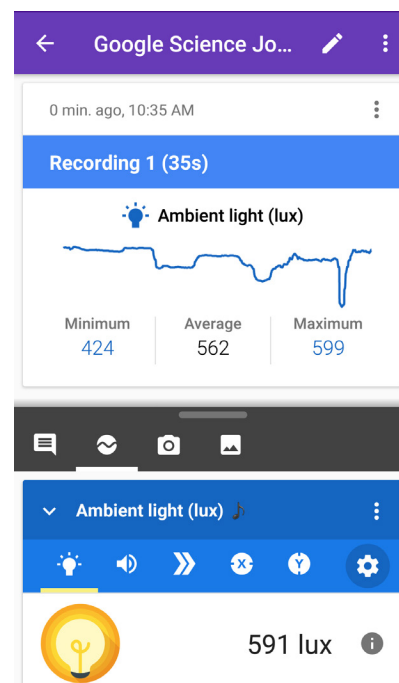 Google Science Jo...
0 min. ago, 10:35 AM
Recording 1 (35s)
Ambient light (lux)
Minimum Average Maximum
424 562 599
Ambient light (lux)
X Y
591 lux